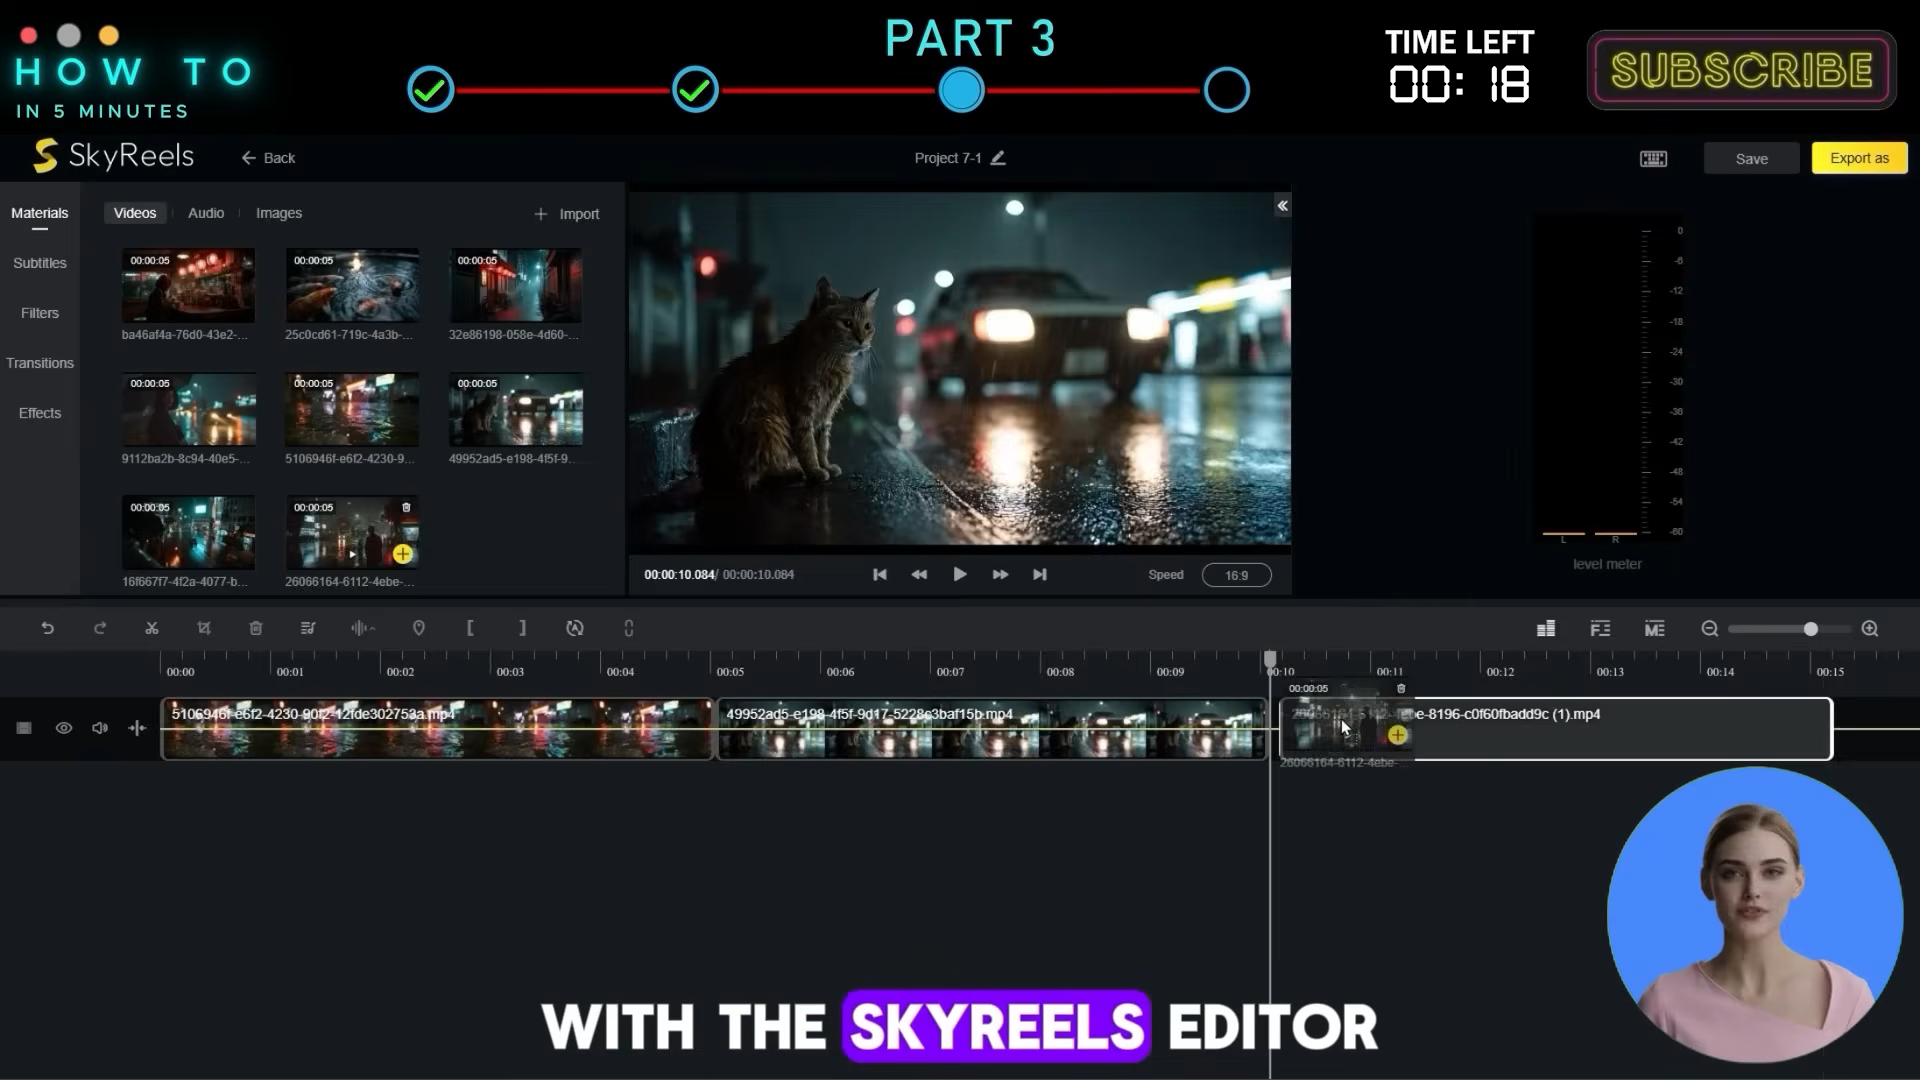 HOW TO
IN 5 MINUTES
PART 3
TIME LEFT
00:18
SUBSCRIBE
SkyReels
Back
Project 7-1
Save
Export as
Materials
Subtitles
Filters
Transitions
Effects
Videos
Audio
Images
Import
00:00:05
00:00:05
00:00:05
ba46af4a-76d0-43e2-...
25c0cd61-719c-4a3b-...
32e86198-058e-4d60-...
00:00:05
00:00:05
00:00:05
9112ba2b-8c94-40e5-...
5106946f-e6f2-4230-9...
49952ad5-e198-4f5f-9...
00:00:05
00:00:05
16f667f7-4f2a-4077-b...
26066164-6112-4ebe-...
00:00:10.084/ 00:00:10.084
Speed
16:9
0
-6
-12
-18
-24
-30
-36
-42
-48
-54
-60
L
R
level meter
00:00
00:01
00:02
00:03
00:04
00:05
00:06
00:07
00:08
00:09
00:10
00:11
00:12
00:13
00:14
00:15
5106946f-e6f2-4230-90f2-12fde302753a.mp4
49952ad5-e198-4f5f-9d17-5228c3baf15b.mp4
00:00:05
26066164-6112-4ebe-8196-c0f60fbadd9c (1).mp4
26066164-6112-4ebe-...
WITH THE SKYREELS EDITOR